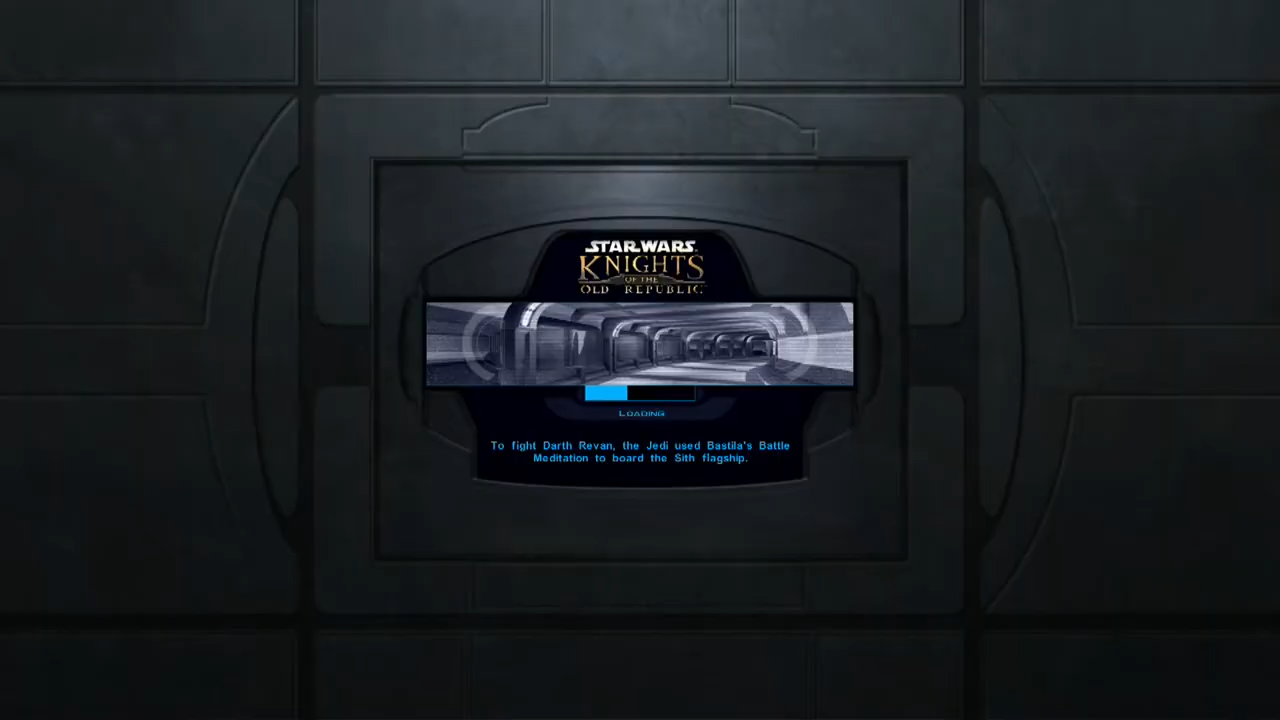 STAR WARS
KNIGHTS
OF THE
OLD REPUBLIC
LOADING
To fight Darth Revan, the Jedi used Bastila's Battle
Meditation to board the Sith flagship.